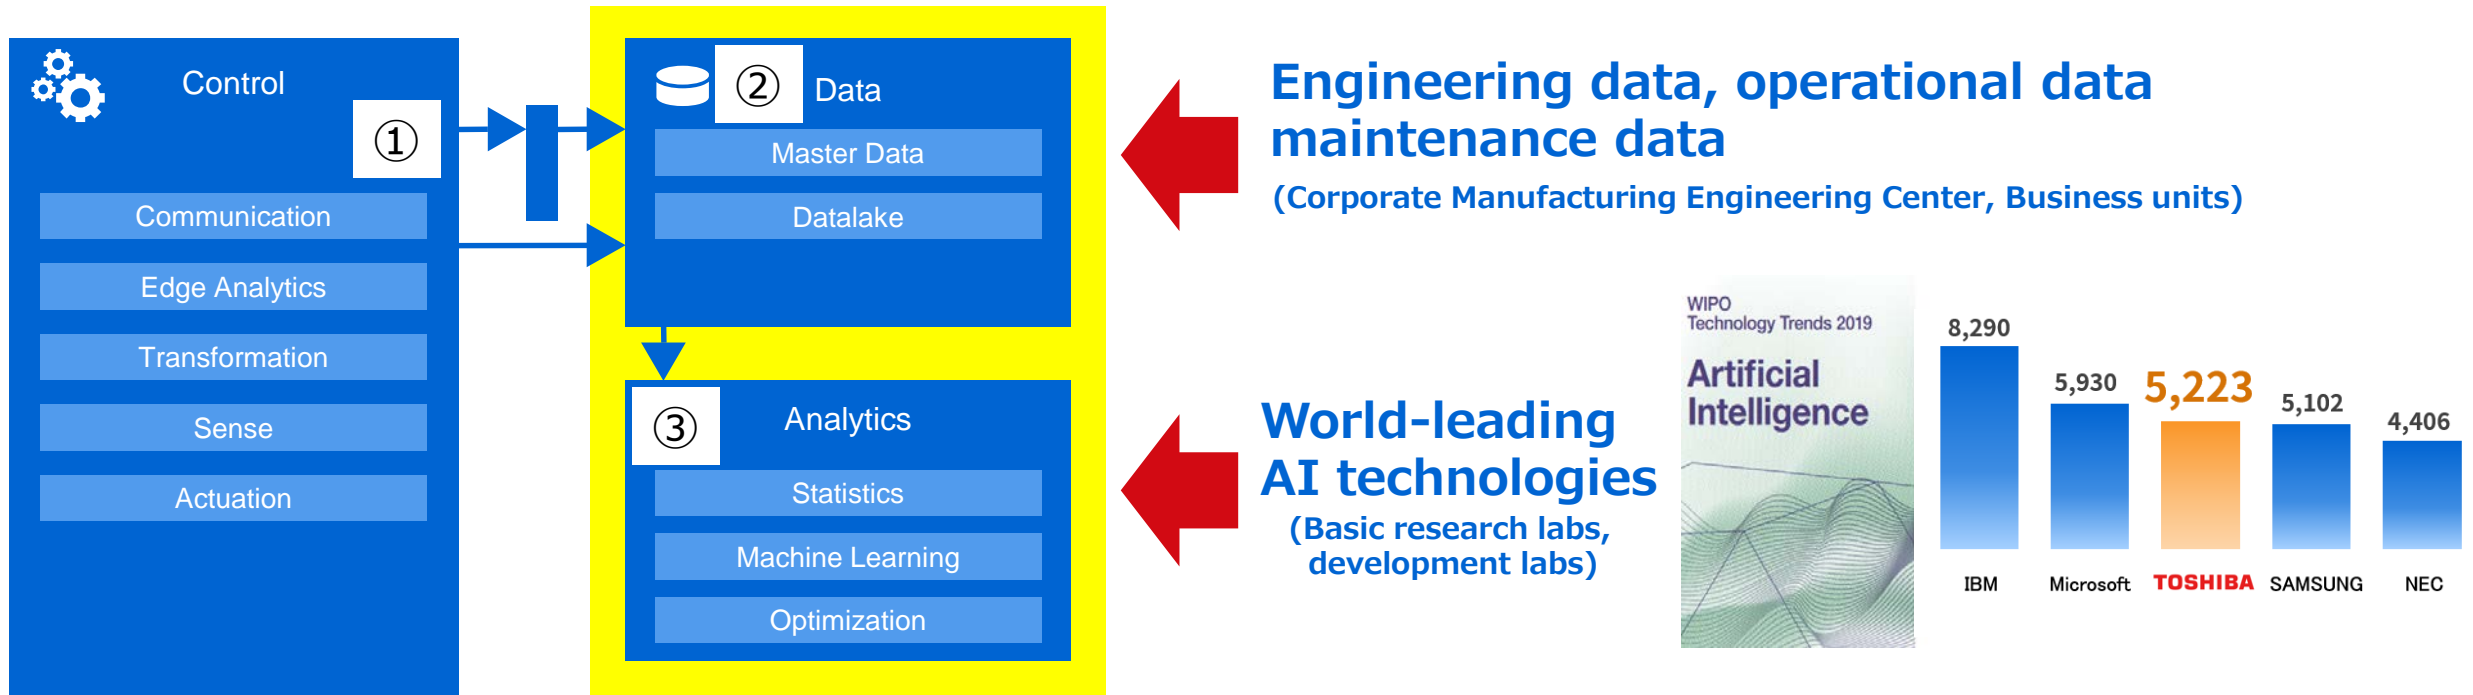 Control
①
Communication
Edge Analytics
Transformation
Sense
Actuation
②
Data
Master Data
Datalake
③
Analytics
Statistics
Machine Learning
Optimization
Engineering data, operational data
maintenance data
(Corporate Manufacturing Engineering Center, Business units)
World-leading
AI technologies
(Basic research labs,
development labs)
WIPO
Technology Trends 2019
Artificial
Intelligence
8,290
5,930
5,223
5,102
4,406
IBM
Microsoft
TOSHIBA
SAMSUNG
NEC